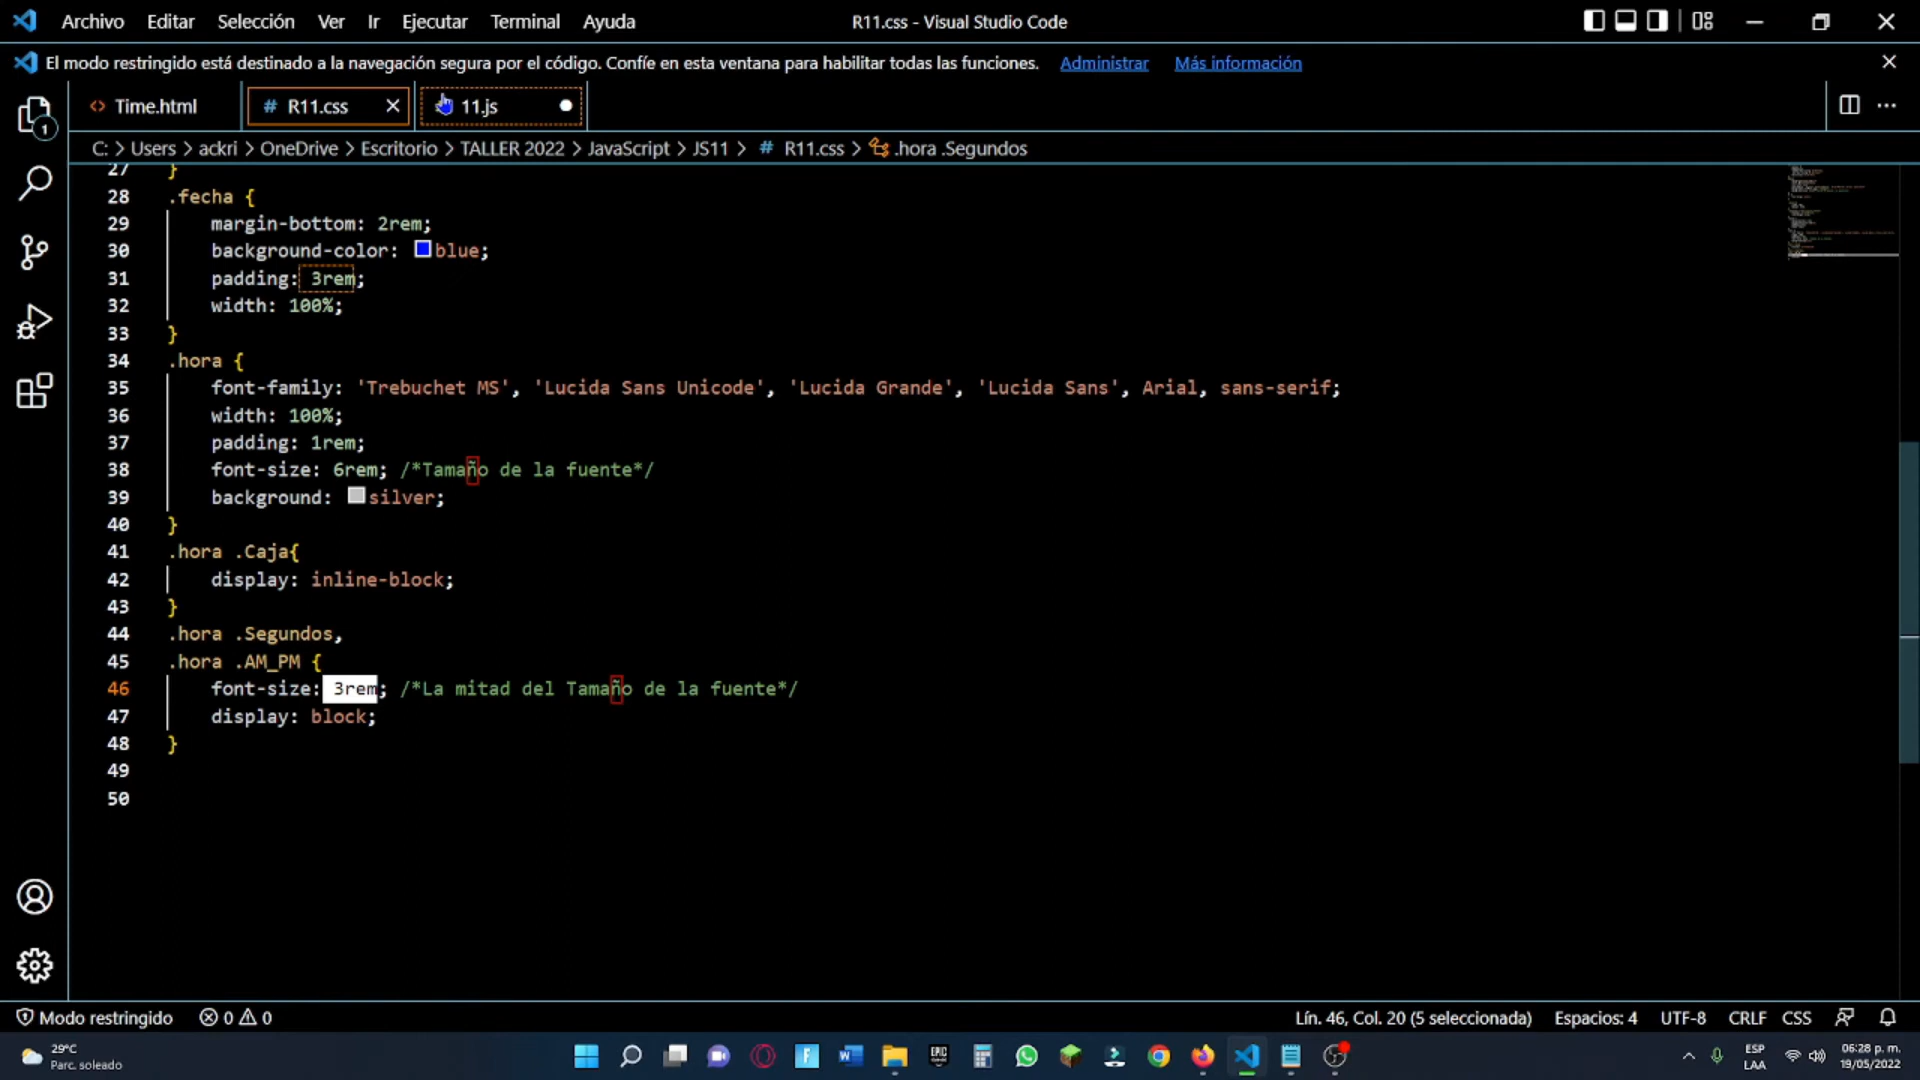 Archivo Editar Selección Ver Ir Ejecutar Terminal Ayuda R11.css - Visual Studio Code
El modo restringido está destinado a la navegación segura por el código. Confíe en esta ventana para habilitar todas las funciones. Administrar Más información
<> Time.html # R11.css 11.js
1
C: > Users > ackri > OneDrive > Escritorio > TALLER 2022 > JavaScript > JS11 > # R11.css > .hora .Segundos
27 }
28 .fecha {
29 margin-bottom: 2rem;
30 background-color: blue;
31 padding: 3rem;
32 width: 100%;
33 }
34 .hora {
35 font-family: 'Trebuchet MS', 'Lucida Sans Unicode', 'Lucida Grande', 'Lucida Sans', Arial, sans-serif;
36 width: 100%;
37 padding: 1rem;
38 font-size: 6rem; /*Tamaño de la fuente*/
39 background: silver;
40 }
41 .hora .Caja{
42 display: inline-block;
43 }
44 .hora .Segundos,
45 .hora .AM_PM {
46 font-size: 3rem; /*La mitad del Tamaño de la fuente*/
47 display: block;
48 }
49
50
Modo restringido 0 0 Lín. 46, Col. 20 (5 seleccionada) Espacios: 4 UTF-8 CRLF CSS
29°C
Parc. soleado
EPIC
ESP
LAA
06:28 p. m.
19/05/2022